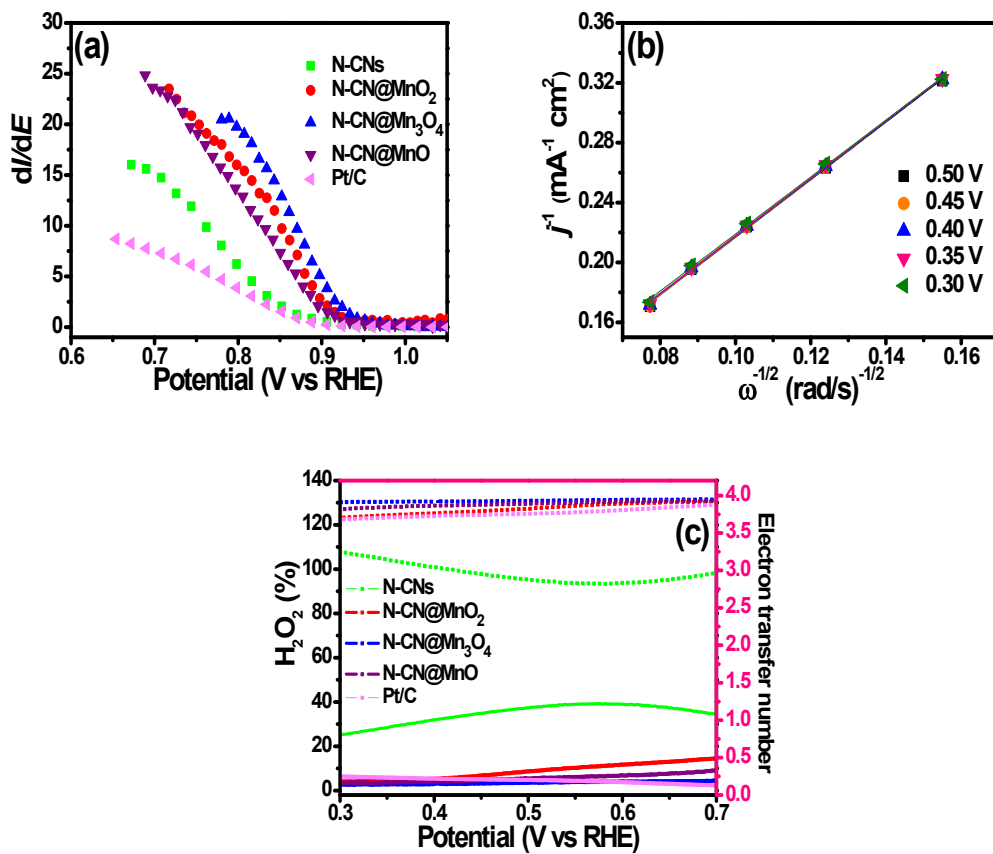 (a)
dI/dE
30
25
20
15
10
5
0
0.6 0.7 0.8 0.9 1.0
Potential (V vs RHE)
N-CNs
N-CN@MnO₂
N-CN@Mn₃O₄
N-CN@MnO
Pt/C
(b)
j⁻¹ (mA⁻¹ cm²)
0.32
0.28
0.24
0.20
0.16
0.08 0.10 0.12 0.14 0.16
ω⁻¹/² (rad/s)⁻¹/²
0.50 V
0.45 V
0.40 V
0.35 V
0.30 V
(c)
H₂O₂ (%)
140
120
100
80
60
40
20
0
0.3 0.4 0.5 0.6 0.7
Potential (V vs RHE)
N-CNs
N-CN@MnO₂
N-CN@Mn₃O₄
N-CN@MnO
Pt/C
4.0
3.5
3.0
2.5
2.0
1.5
1.0
0.5
0.0
Electron transfer number